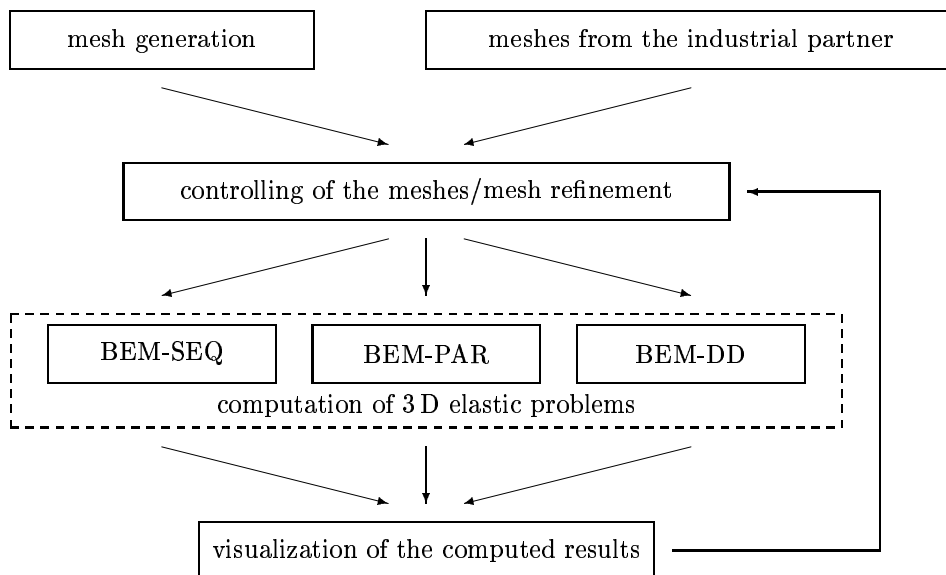 mesh generation
meshes from the industrial partner
controlling of the meshes/mesh refinement
BEM-SEQ
BEM-PAR
BEM-DD
computation of 3 D elastic problems
visualization of the computed results